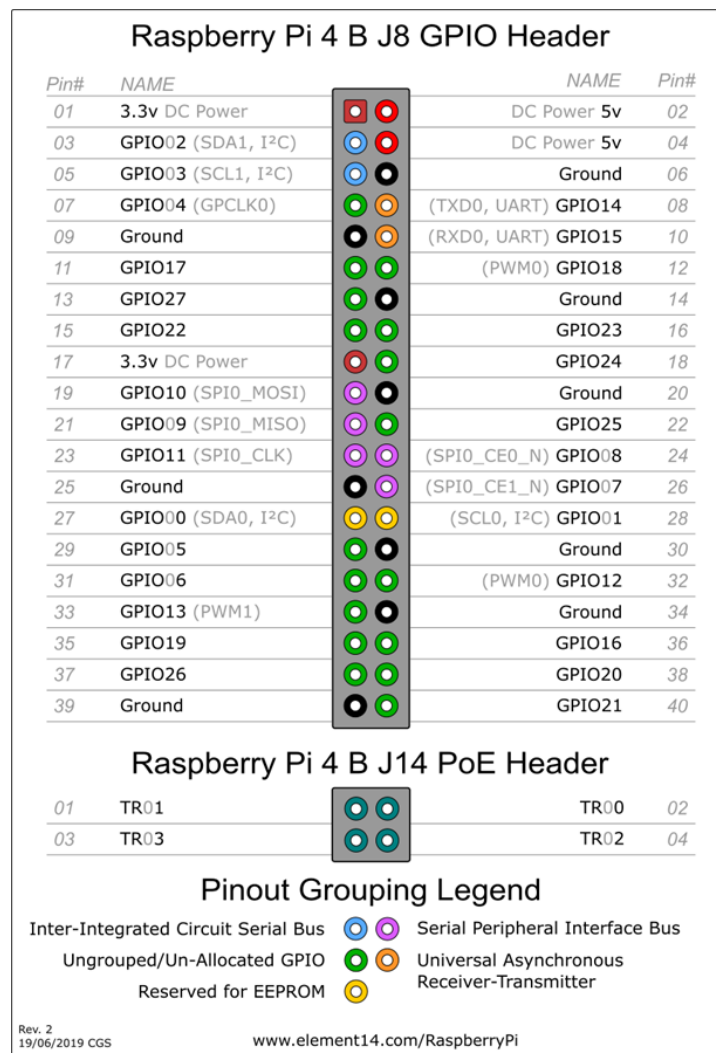 Raspberry Pi 4 B J8 GPIO Header
Pin# NAME NAME Pin#
01 3.3v DC Power DC Power 5v 02
03 GPIO02 (SDA1, I²C) DC Power 5v 04
05 GPIO03 (SCL1, I²C) Ground 06
07 GPIO04 (GPCLK0) (TXD0, UART) GPIO14 08
09 Ground (RXD0, UART) GPIO15 10
11 GPIO17 (PWM0) GPIO18 12
13 GPIO27 Ground 14
15 GPIO22 GPIO23 16
17 3.3v DC Power GPIO24 18
19 GPIO10 (SPI0_MOSI) Ground 20
21 GPIO09 (SPI0_MISO) GPIO25 22
23 GPIO11 (SPI0_CLK) (SPI0_CE0_N) GPIO08 24
25 Ground (SPI0_CE1_N) GPIO07 26
27 GPIO00 (SDA0, I²C) (SCL0, I²C) GPIO01 28
29 GPIO05 Ground 30
31 GPIO06 (PWM0) GPIO12 32
33 GPIO13 (PWM1) Ground 34
35 GPIO19 GPIO16 36
37 GPIO26 GPIO20 38
39 Ground GPIO21 40
Raspberry Pi 4 B J14 PoE Header
01 TR01 TR00 02
03 TR03 TR02 04
Pinout Grouping Legend
Inter-Integrated Circuit Serial Bus Serial Peripheral Interface Bus
Ungrouped/Un-Allocated GPIO Universal Asynchronous
Receiver-Transmitter
Reserved for EEPROM
Rev. 2
19/06/2019 CGS www.element14.com/RaspberryPi